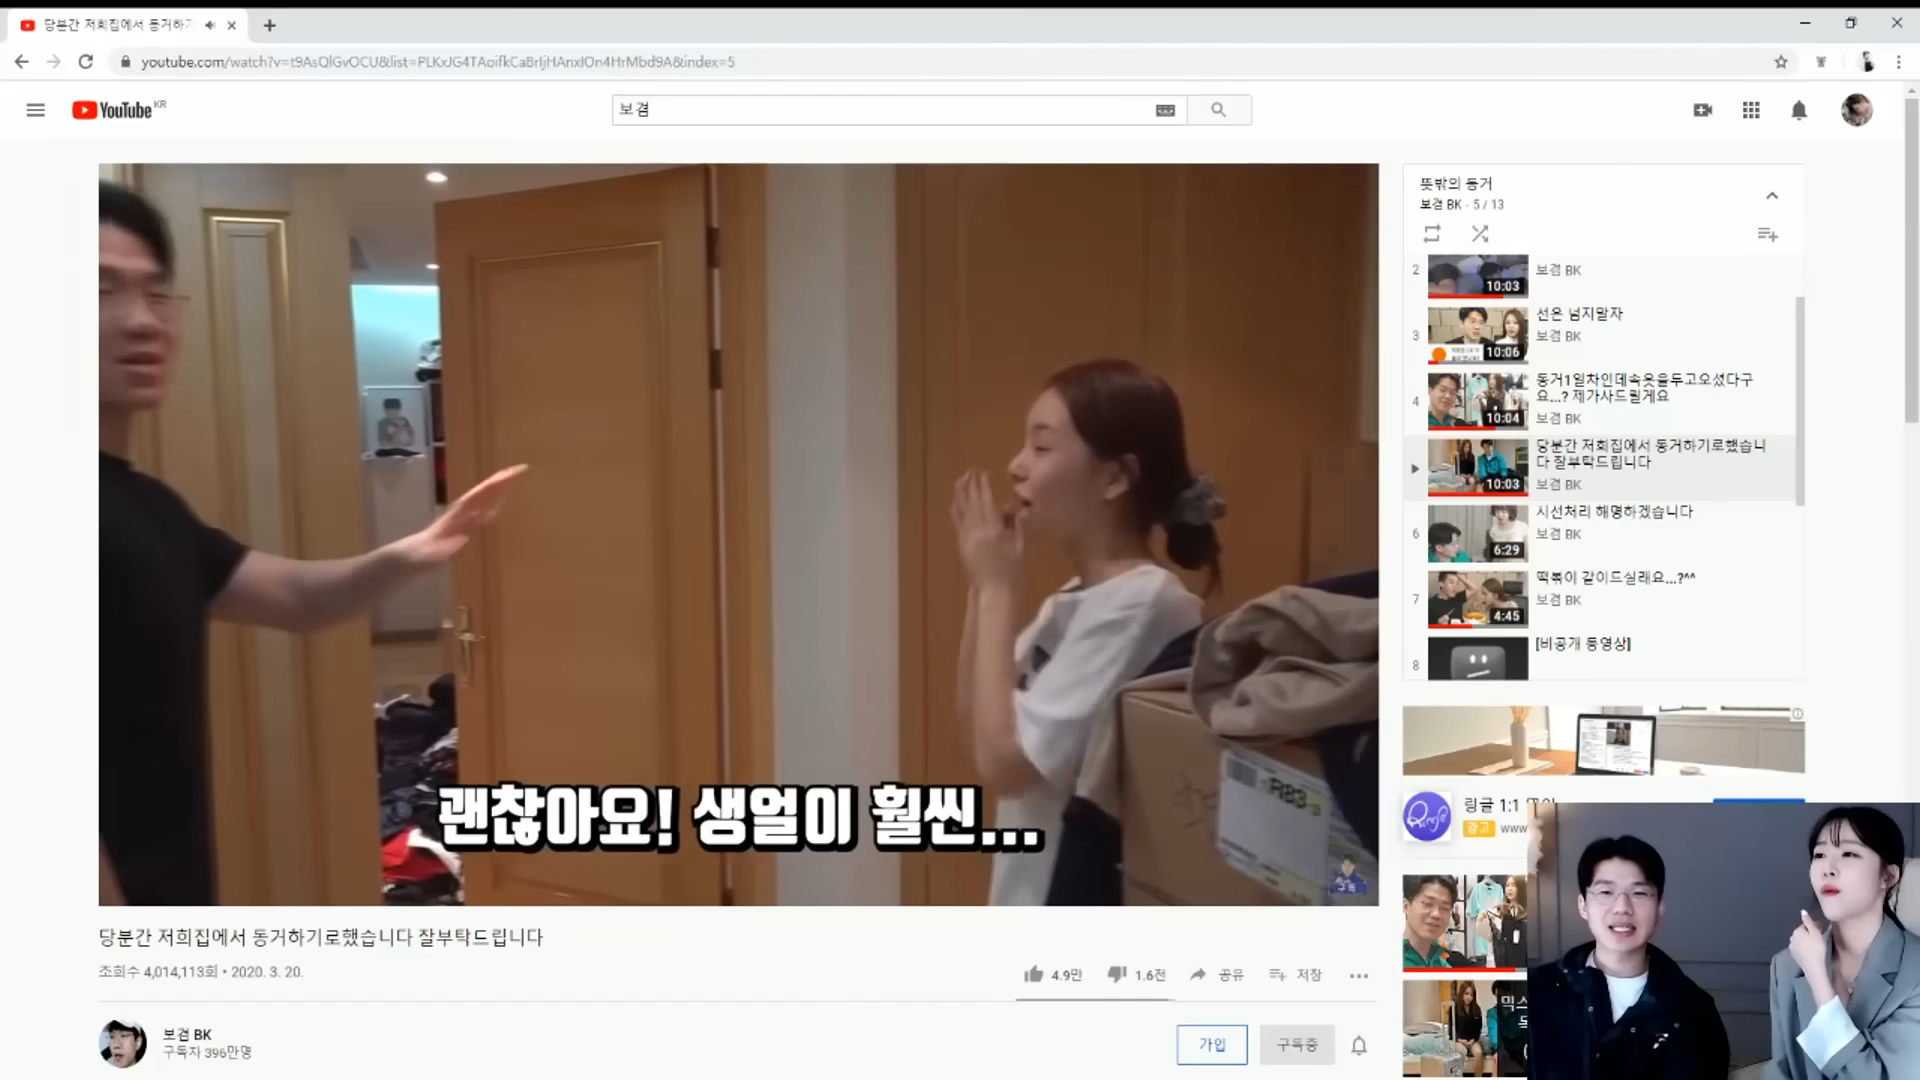 당분간 저희집에서 동거하기
youtube.com/watch?v=t9AsQlGvOCU&list=PLKxJG4TAoifkCaBrIjHAnxIOn4HrMbd9A&index=5
YouTube KR
보겸
뜻밖의 동거
보겸 BK - 5 / 13
2
10:03
보겸 BK
3
10:06
선은 넘지말자
보겸 BK
4
10:04
동거1일차인데속옷을두고오셨다구
요...? 제가사드릴게요
보겸 BK
10:03
당분간 저희집에서 동거하기로했습니
다 잘부탁드립니다
보겸 BK
6
6:29
시선처리 해명하겠습니다
보겸 BK
7
4:45
떡볶이 같이드실래요...?^^
보겸 BK
8
[비공개 동영상]
괜찮아요! 생얼이 훨씬...
R83
구독
링글 1:1
Ringle
광고 www
당분간 저희집에서 동거하기로했습니다 잘부탁드립니다
조회수 4,014,113회 • 2020. 3. 20.
4.9만
1.6천
공유
저장
보겸 BK
구독자 396만명
가입
구독중
믹스